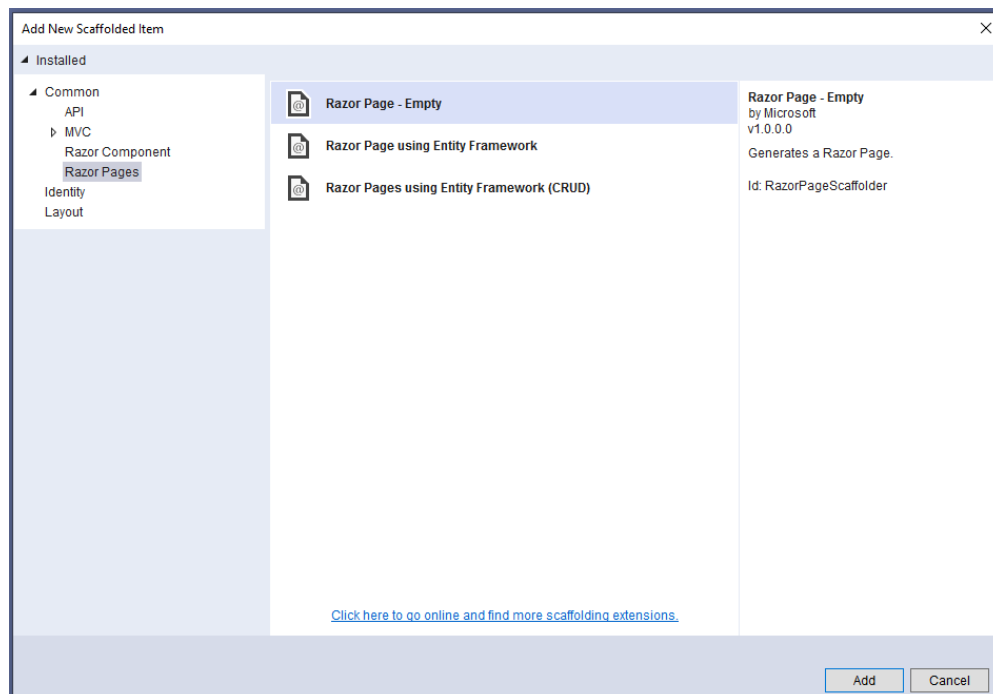 Add New Scaffolded Item
Installed
Common
API
MVC
Razor Component
Razor Pages
Identity
Layout
Razor Page - Empty
Razor Page using Entity Framework
Razor Pages using Entity Framework (CRUD)
Click here to go online and find more scaffolding extensions.
Razor Page - Empty
by Microsoft
v1.0.0.0
Generates a Razor Page.
Id: RazorPageScaffolder
Add
Cancel